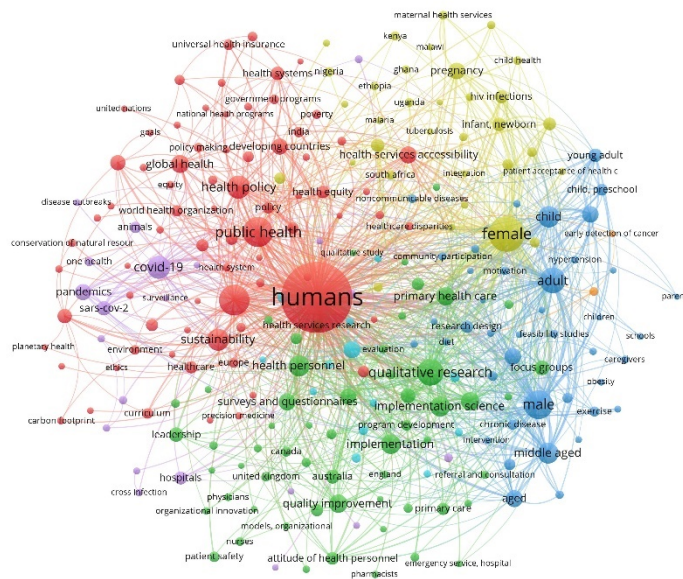 maternal health services
universal health insurance
kenya
malawi
health systems
nigeria
ghana
pregnancy
child health
ethiopia
united nations
government programs
uganda
hiv infections
national health programs
poverty
malaria
goals
india
tuberculosis
infant, newborn
policy making
developing countries
health services accessibility
young adult
global health
equity
south africa
integration
patient acceptance of health c
health policy
health equity
noncommunicable diseases
child, preschool
disease outbreaks
policy
world health organization
animals
public health
healthcare disparities
female
child
early detection of cancer
conservation of natural resour
qualitative study
one health
covid-19
health system
community participation
motivation
hypertension
pandemics
adult
parents
sars-cov-2
surveillance
humans
primary health care
children
health services research
research design
feasibility studies
schools
planetary health
environment
sustainability
evaluation
diet
ethics
healthcare
europe
health personnel
qualitative research
focus groups
caregivers
obesity
carbon footprint
curriculum
precision medicine
surveys and questionnaires
implementation science
male
exercise
leadership
program development
chronic disease
canada
implementation
intervention
middle aged
hospitals
cross infection
united kingdom
australia
england
referral and consultation
physicians
aged
organizational innovation
quality improvement
models, organizational
primary care
nurses
patient safety
attitude of health personnel
emergency service, hospital
pharmacists